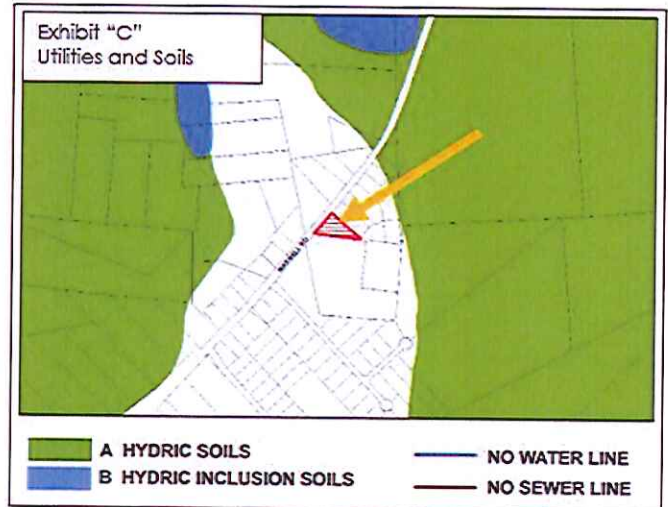 Exhibit "C"
Utilities and Soils
A HYDRIC SOILS
B HYDRIC INCLUSION SOILS
NO WATER LINE
NO SEWER LINE